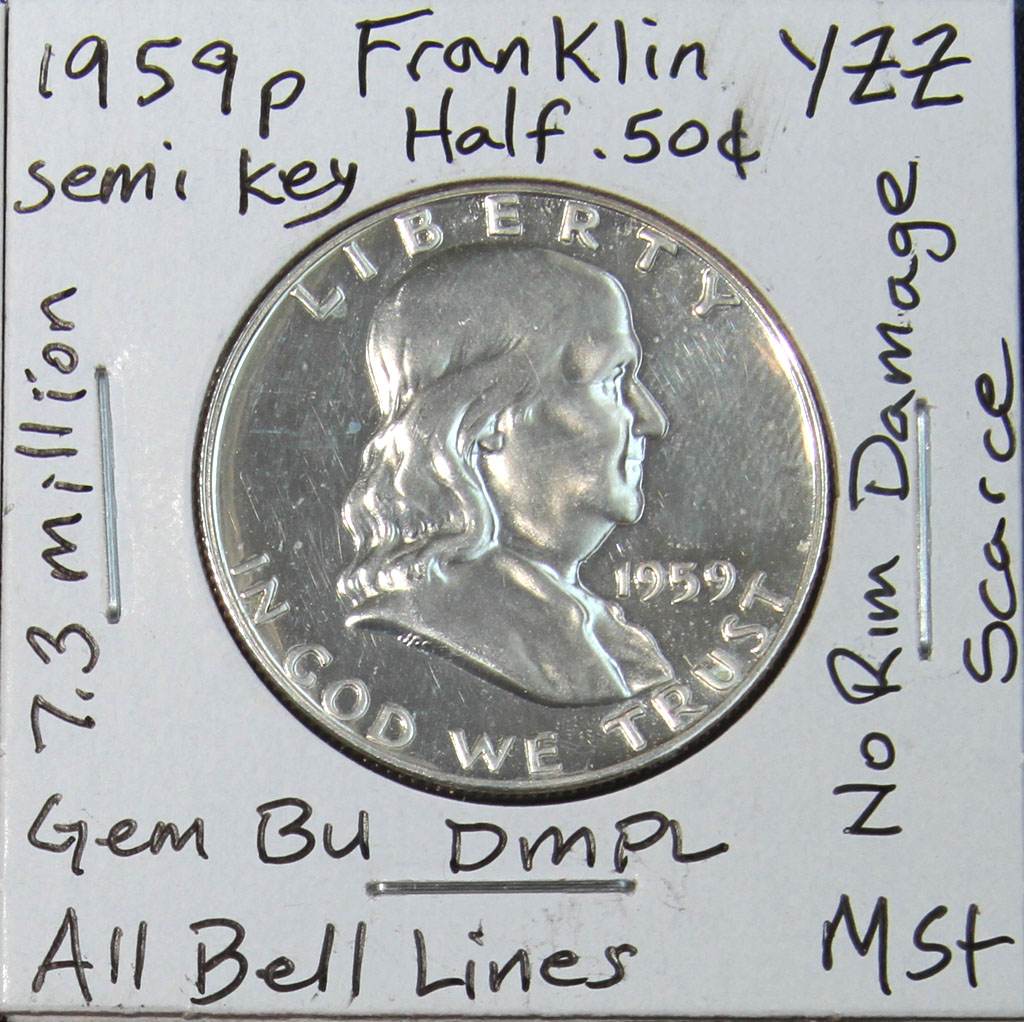 1959p Franklin YZZ
semi key Half .50¢
7.3 million
LIBERTY
1959
IN GOD WE TRUST
No Rim Damage
Scarce
Gem BU DMPL
All Bell Lines MSt